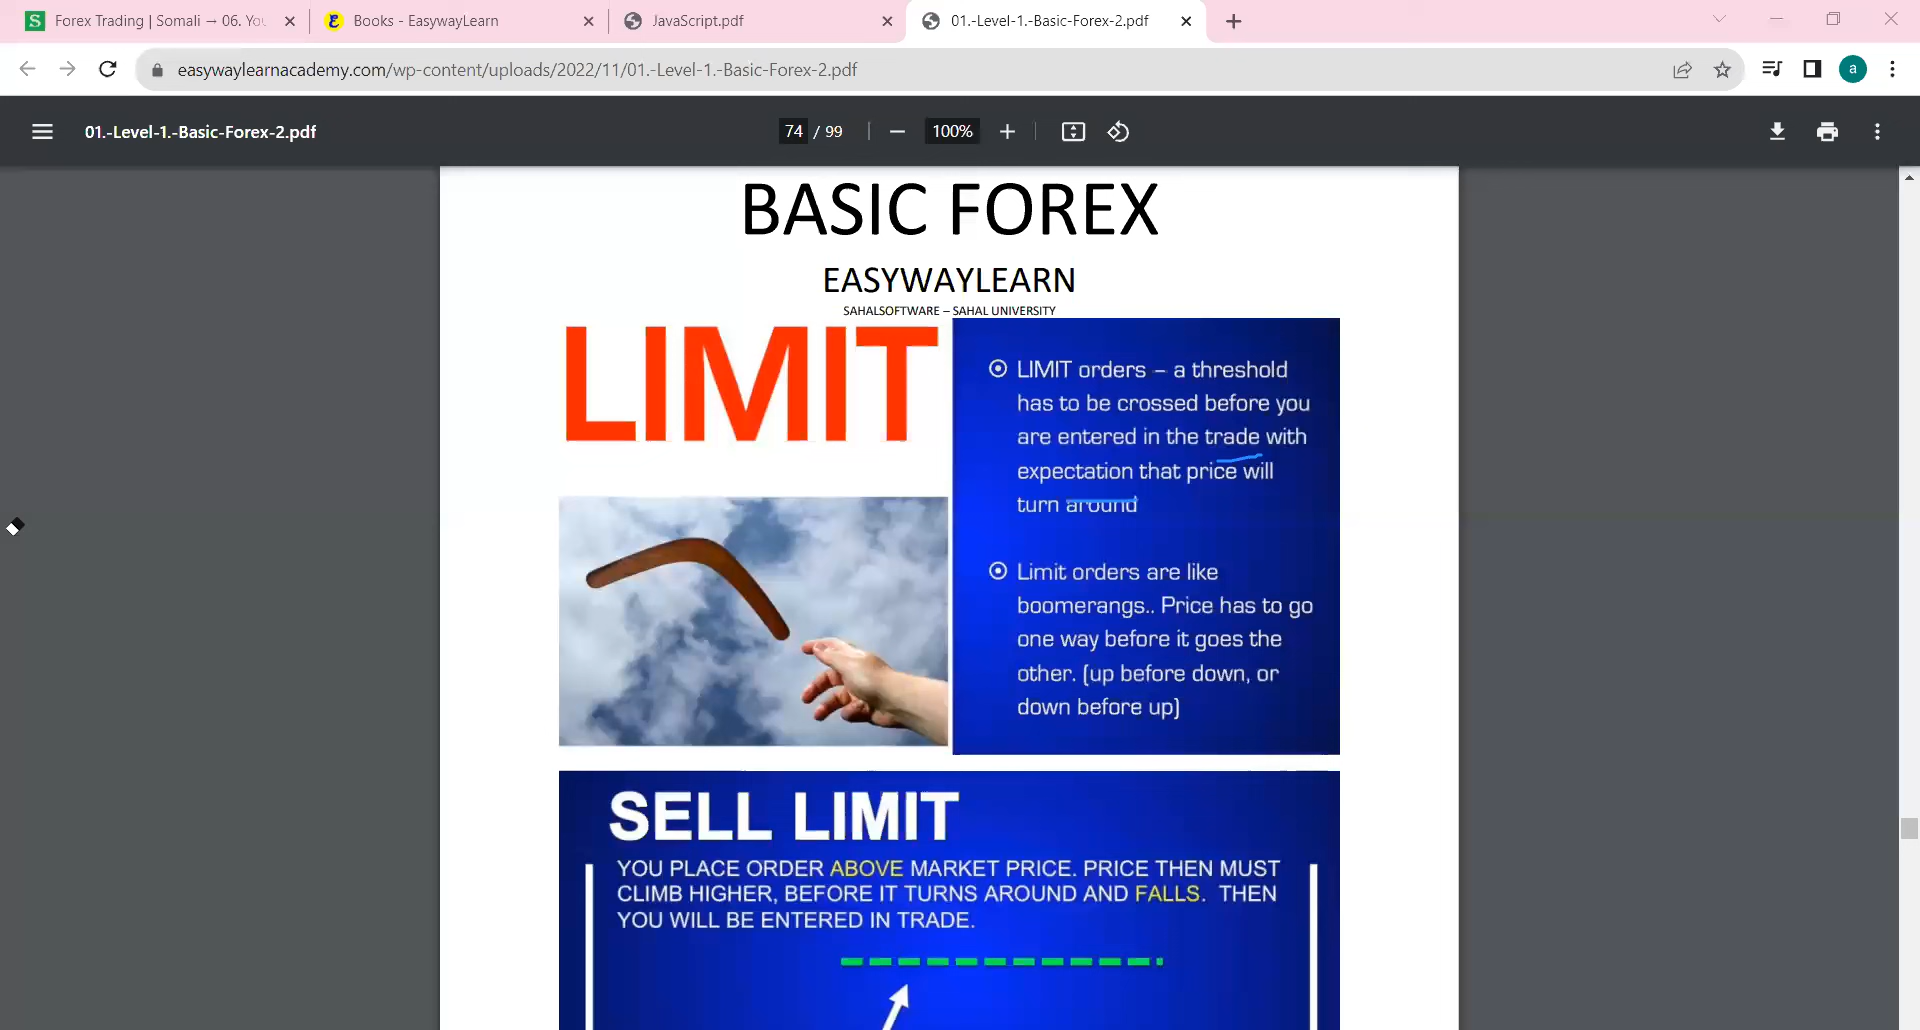 Forex Trading | Somali → 06. Yo
Books - EasywayLearn
JavaScript.pdf
01.-Level-1.-Basic-Forex-2.pdf
easywaylearnacademy.com/wp-content/uploads/2022/11/01.-Level-1.-Basic-Forex-2.pdf
a
01.-Level-1.-Basic-Forex-2.pdf
74 / 99
100%
BASIC FOREX
EASYWAYLEARN
SAHALSOFTWARE – SAHAL UNIVERSITY
LIMIT
LIMIT orders – a threshold
has to be crossed before you
are entered in the trade with
expectation that price will
turn around
Limit orders are like
boomerangs.. Price has to go
one way before it goes the
other. (up before down, or
down before up)
SELL LIMIT
YOU PLACE ORDER ABOVE MARKET PRICE. PRICE THEN MUST
CLIMB HIGHER, BEFORE IT TURNS AROUND AND FALLS. THEN
YOU WILL BE ENTERED IN TRADE.